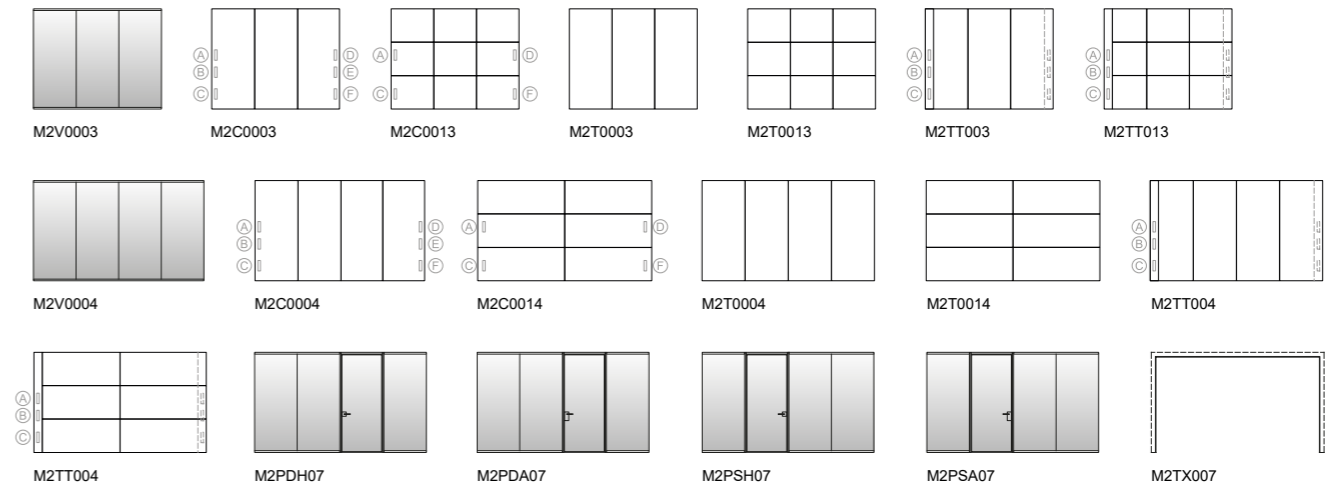 A D A D A A
B E B B
C F C F C C
M2V0003 M2C0003 M2C0013 M2T0003 M2T0013 M2TT003 M2TT013
A D A D A
B E B
C F C F C
M2V0004 M2C0004 M2C0014 M2T0004 M2T0014 M2TT004
A
B
C
M2TT004 M2PDH07 M2PDA07 M2PSH07 M2PSA07 M2TX007